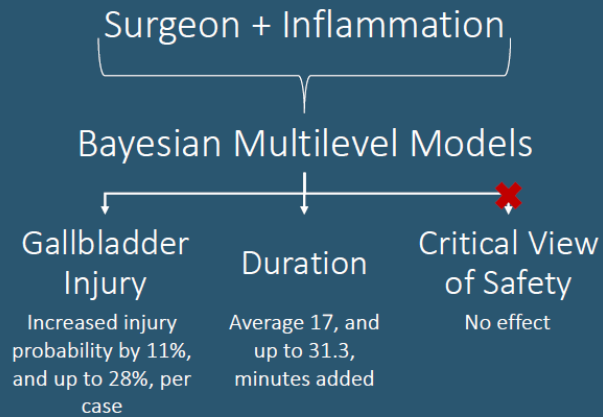 Surgeon + Inflammation
Bayesian Multilevel Models
Gallbladder
Injury
Increased injury
probability by 11%,
and up to 28%, per
case
Duration
Average 17, and
up to 31.3,
minutes added
Critical View
of Safety
No effect